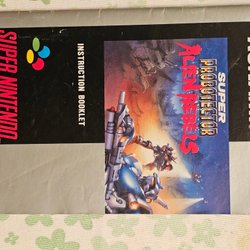 SUPER NINTENDO
INSTRUCTION BOOKLET
SUPER
PROBOTECTOR
ALIEN REBELS